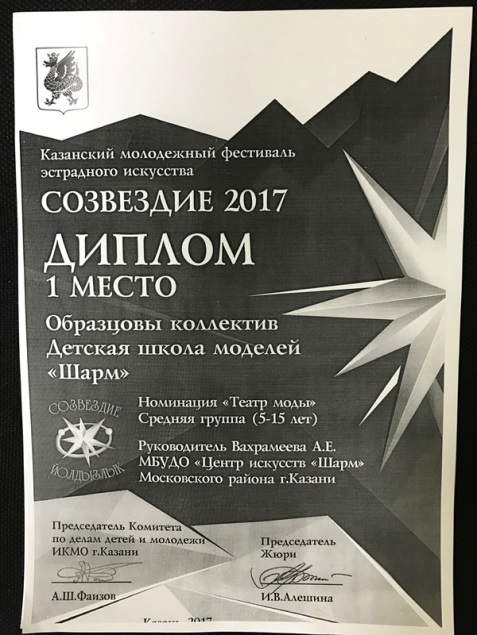 Казанский молодежный фестиваль
эстрадного искусства
СОЗВЕЗДИЕ 2017
ДИПЛОМ
1 МЕСТО
Образцовы коллектив
Детская школа моделей
«Шарм»
СОЗВЕЗДИЕ
ЙОЛДЫЗЛЫК
Номинация «Театр моды»
Средняя группа (5-15 лет)
Руководитель Вахрамеева А.Е.
МБУДО «Центр искусств «Шарм»
Московского района г.Казани
Председатель Комитета
по делам детей и молодежи
ИКМО г.Казани
А.Ш.Фаизов
Председатель
Жюри
И.В.Алешина
Казань 2017